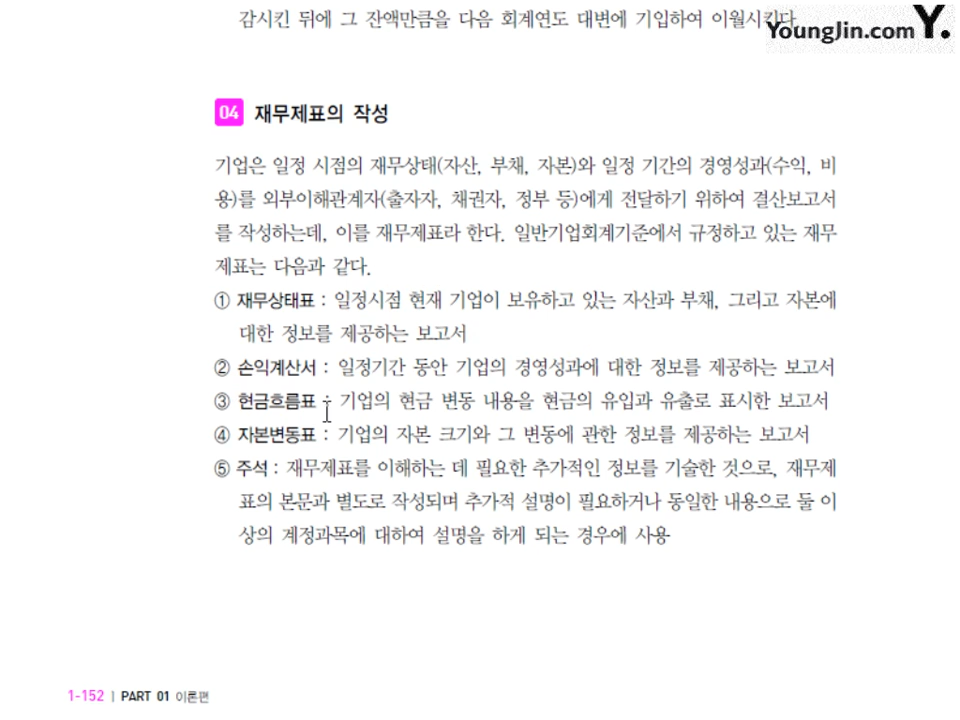 감시킨 뒤에 그 잔액만큼을 다음 회계연도 대변에 기입하여 이월시킨다.
YoungJin.com Y.
04 재무제표의 작성
기업은 일정 시점의 재무상태(자산, 부채, 자본)와 일정 기간의 경영성과(수익, 비
용)를 외부이해관계자(출자자, 채권자, 정부 등)에게 전달하기 위하여 결산보고서
를 작성하는데, 이를 재무제표라 한다. 일반기업회계기준에서 규정하고 있는 재무
제표는 다음과 같다.
① 재무상태표 : 일정시점 현재 기업이 보유하고 있는 자산과 부채, 그리고 자본에
대한 정보를 제공하는 보고서
② 손익계산서 : 일정기간 동안 기업의 경영성과에 대한 정보를 제공하는 보고서
③ 현금흐름표 : 기업의 현금 변동 내용을 현금의 유입과 유출로 표시한 보고서
④ 자본변동표 : 기업의 자본 크기와 그 변동에 관한 정보를 제공하는 보고서
⑤ 주석 : 재무제표를 이해하는 데 필요한 추가적인 정보를 기술한 것으로, 재무제
표의 본문과 별도로 작성되며 추가적 설명이 필요하거나 동일한 내용으로 둘 이
상의 계정과목에 대하여 설명을 하게 되는 경우에 사용
1-152 | PART 01 이론편